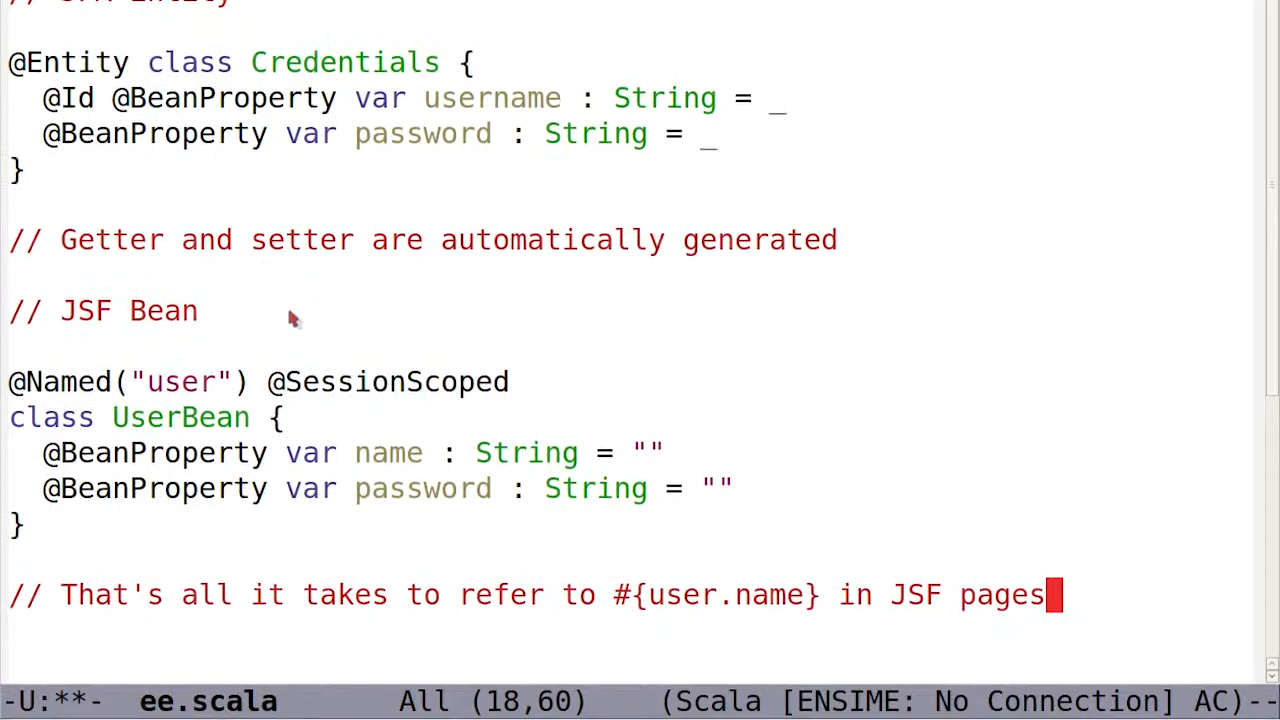 // JPA Entity
@Entity class Credentials {
  @Id @BeanProperty var username : String = _
  @BeanProperty var password : String = _
}
// Getter and setter are automatically generated
// JSF Bean
@Named("user") @SessionScoped
class UserBean {
  @BeanProperty var name : String = ""
  @BeanProperty var password : String = ""
}
// That's all it takes to refer to #{user.name} in JSF pages
-U:**-  ee.scala       All (18,60)    (Scala [ENSIME: No Connection] AC)--